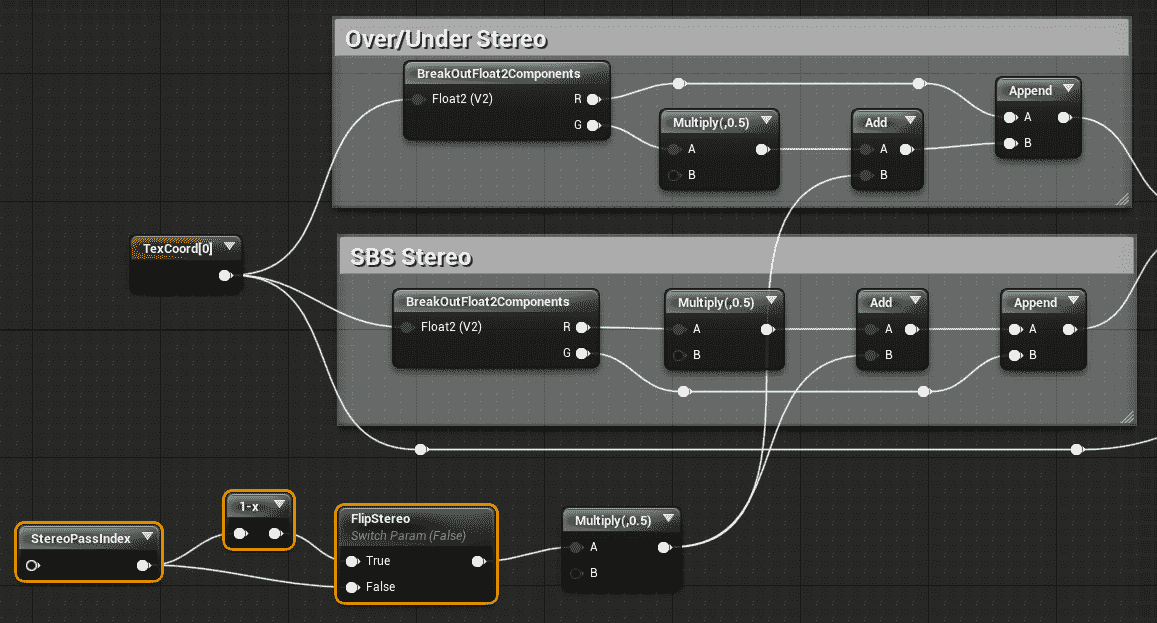 Over/Under Stereo
BreakOutFloat2Components
Float2 (V2) R
G
Multiply(,0.5)
A
B
Add
A
B
Append
A
B
TexCoord[0]
SBS Stereo
BreakOutFloat2Components
Float2 (V2) R
G
Multiply(,0.5)
A
B
Add
A
B
Append
A
B
StereoPassIndex
1-x
FlipStereo
Switch Param (False)
True
False
Multiply(,0.5)
A
B